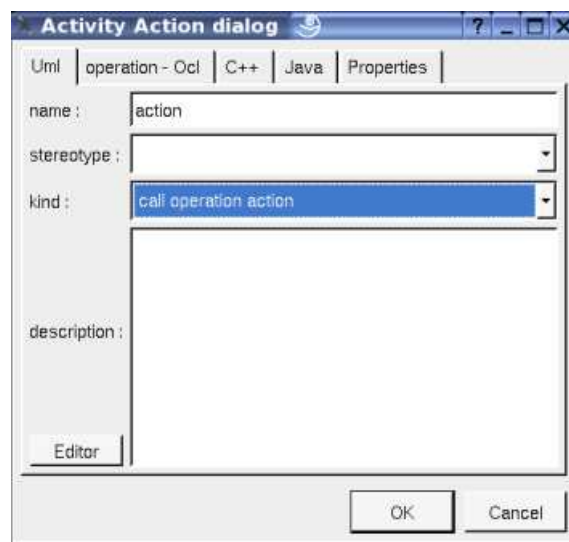 Activity Action dialog ? _ □ X
Uml operation - Ocl C++ Java Properties
name : action
stereotype :
kind : call operation action
description :
Editor
OK Cancel